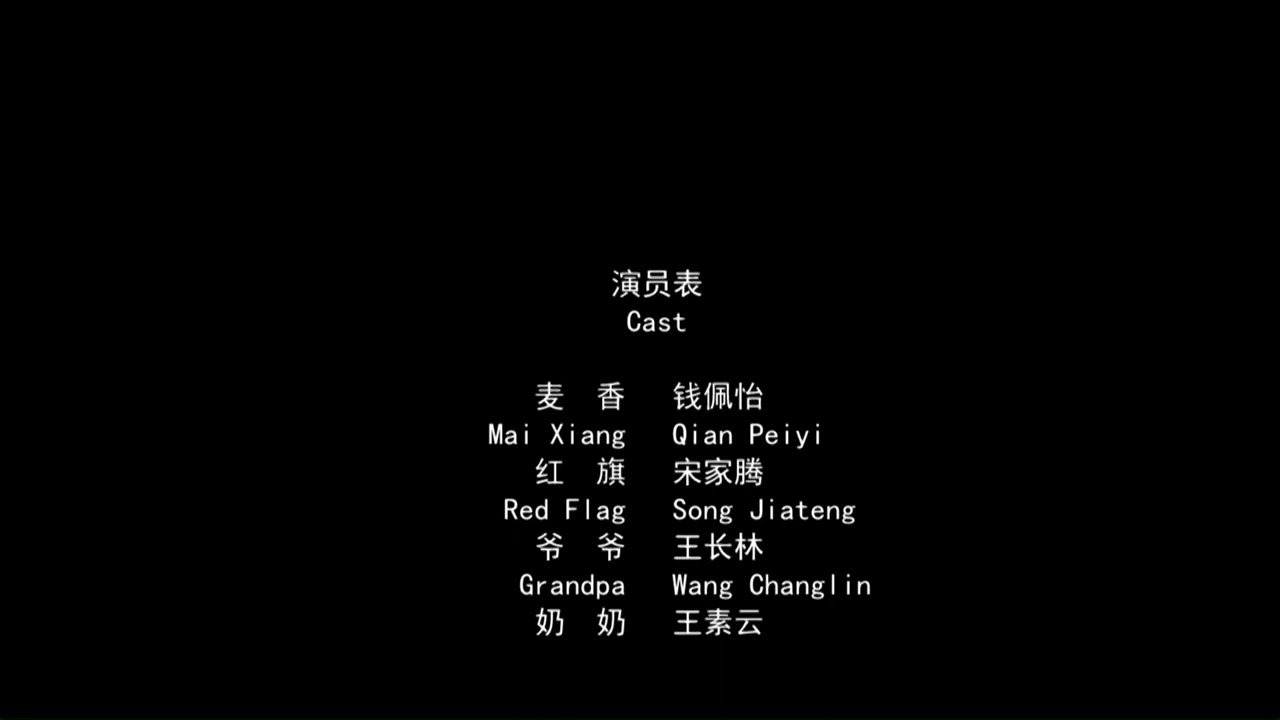 演员表
Cast
麦 香 钱佩怡
Mai Xiang Qian Peiyi
红 旗 宋家腾
Red Flag Song Jiateng
爷 爷 王长林
Grandpa Wang Changlin
奶 奶 王素云